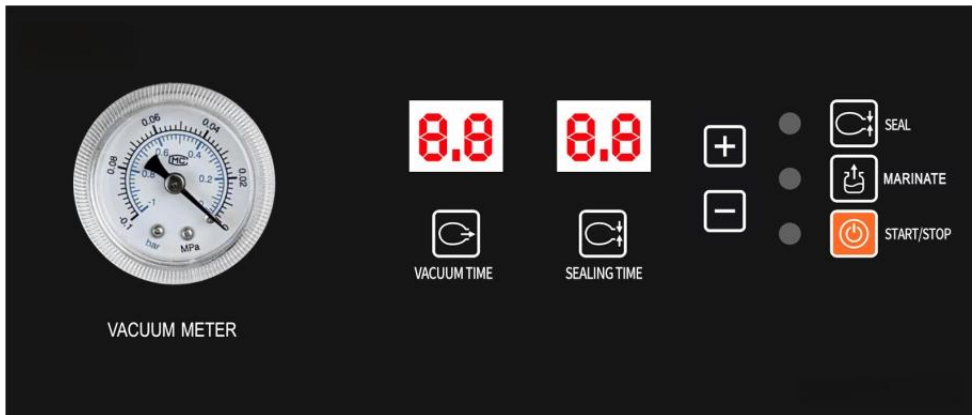 0.06
0.04
0.08
0.02
-0.1
0
0.6
0.4
0.8
0.2
-1
MC
bar
MPa
VACUUM METER
8.8
8.8
VACUUM TIME
SEALING TIME
+
−
SEAL
MARINATE
START/STOP